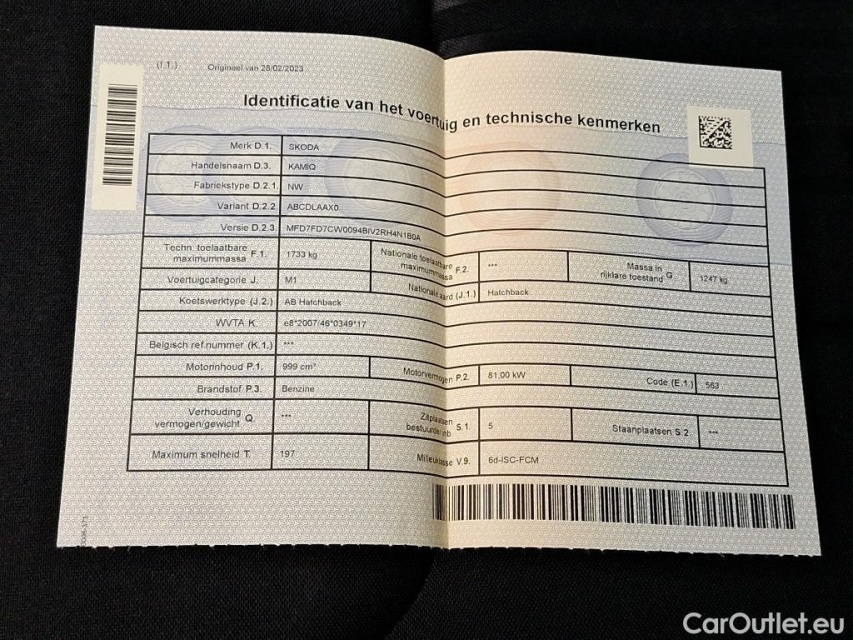 (I.1.) Origineel van 28/02/2023
Identificatie van het voertuig en technische kenmerken
Merk D.1. SKODA
Handelsnaam D.3. KAMIQ
Fabriekstype D.2.1. NW
Variant D.2.2 ABCDLAAX0
Versie D.2.3. MFD7FD7CW0094BIV2RH4N1B0A
Techn. toelaatbare maximummassa F.1. 1733 kg Nationale toelaatbare maximummassa F.2. *** Massa in rijklare toestand G 1247 kg
Voertuigcategorie J. M1 Nationale aard (J.1.) Hatchback
Koetswerktype (J.2.) AB Hatchback
WVTA K. e8*2007/46*0349*17
Belgisch ref.nummer (K.1.) ***
Motorinhoud P.1. 999 cm³ Motorvermogen P.2. 81,00 kW Code (E.1.) 563
Brandstof P.3. Benzine
Verhouding vermogen/gewicht Q. *** Zitplaatsen bestuurder inb S.1. 5 Staanplaatsen S.2. ***
Maximum snelheid T. 197 Milieuklasse V.9. 6d-ISC-FCM
CarOutlet.eu